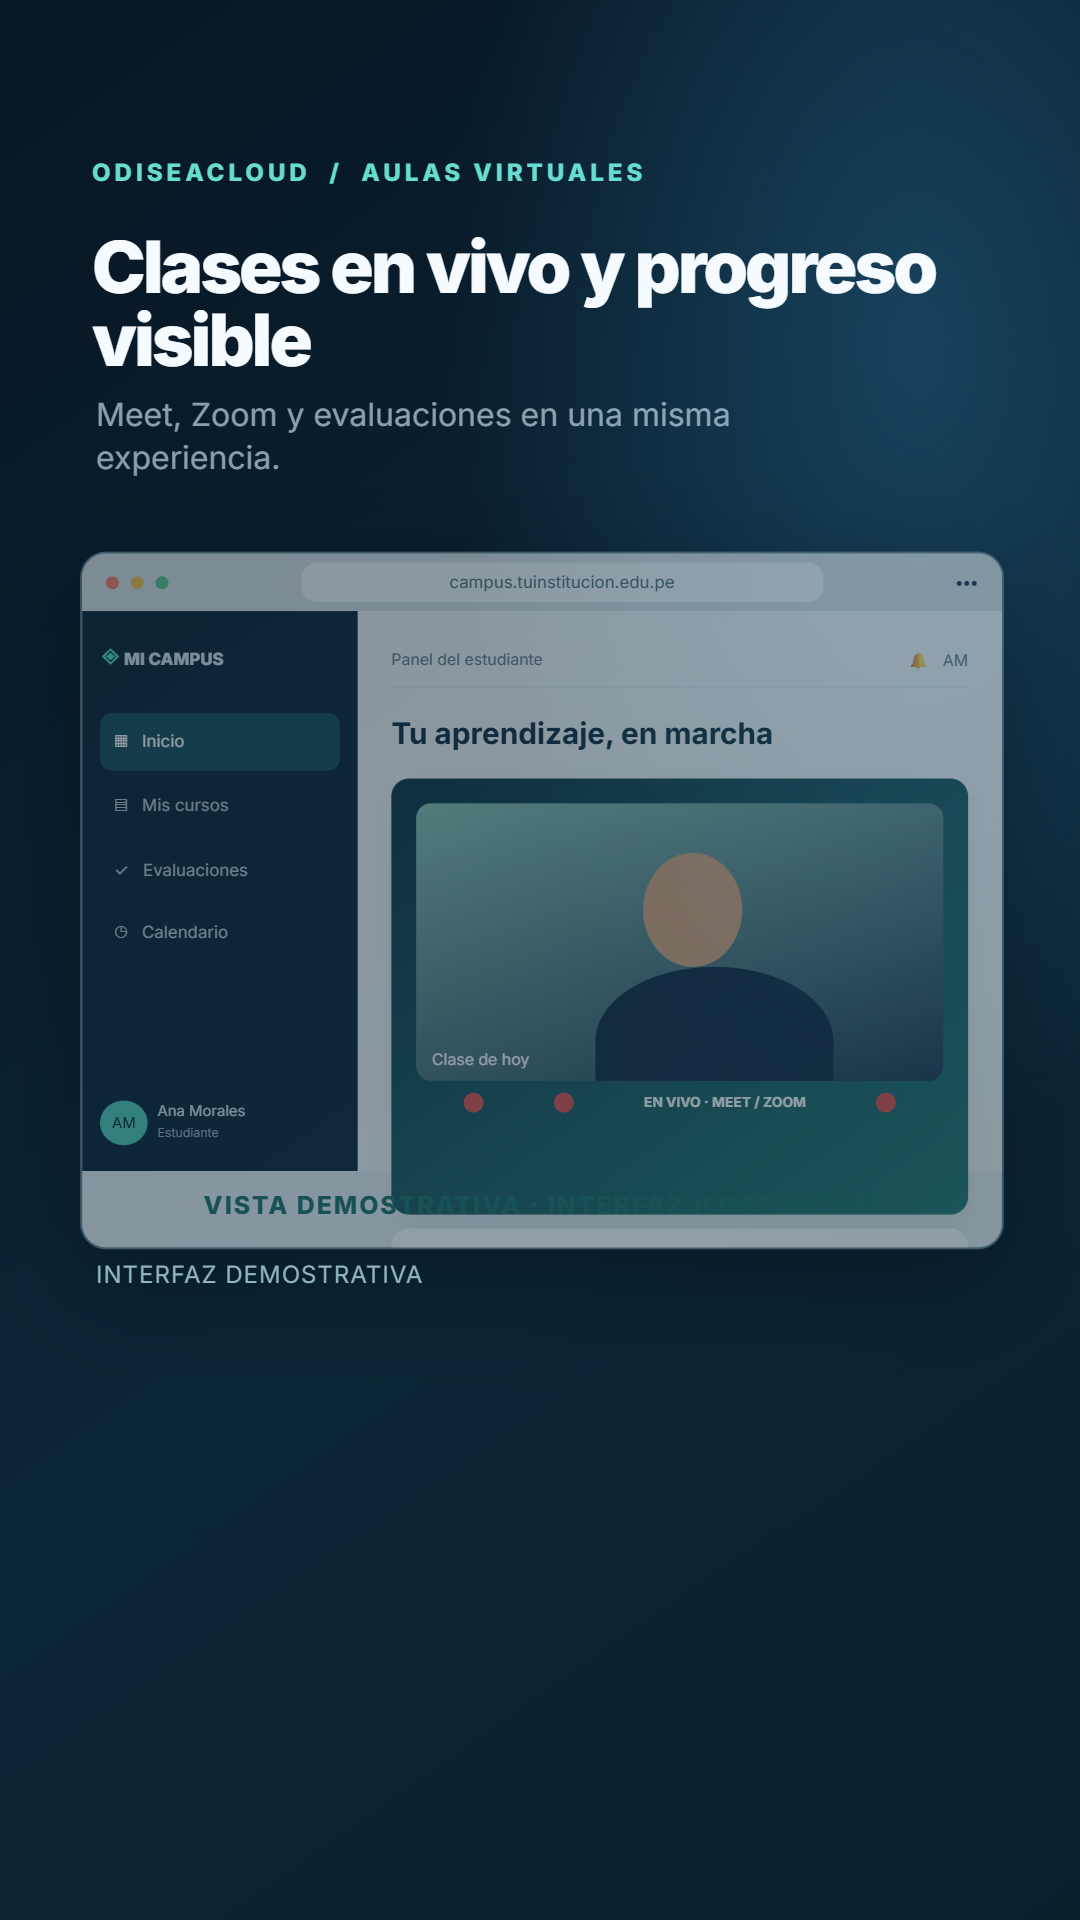 ODISEACLOUD / AULAS VIRTUALES
Clases en vivo y progreso
visible
Meet, Zoom y evaluaciones en una misma
experiencia.
campus.tuinstitucion.edu.pe
MI CAMPUS
Inicio
Mis cursos
Evaluaciones
Calendario
Ana Morales
AM
Estudiante
Panel del estudiante
AM
Tu aprendizaje, en marcha
Clase de hoy
EN VIVO · MEET / ZOOM
VISTA DEMOSTRATIVA · INTERFAZ
INTERFAZ DEMOSTRATIVA